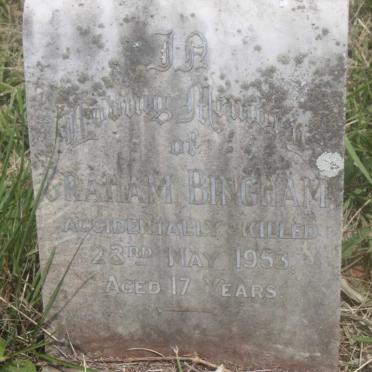 In
Loving Memory
of
GRAHAM BINGHAM
ACCIDENTALLY KILLED
23RD MAY 1953
AGED 17 YEARS